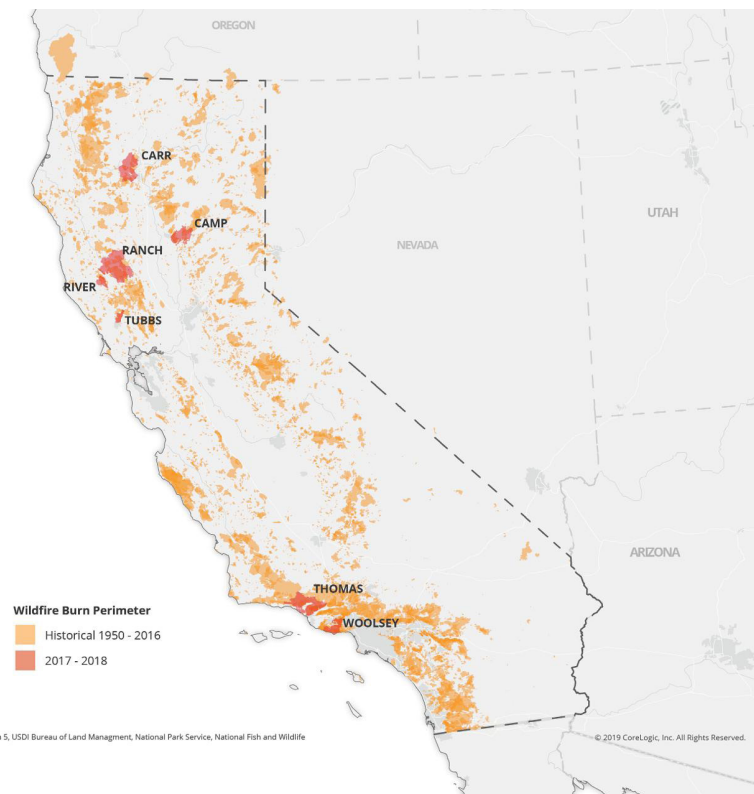 OREGON
CARR
CAMP
UTAH
NEVADA
RANCH
RIVER
TUBBS
ARIZONA
THOMAS
WOOLSEY
Wildfire Burn Perimeter
Historical 1950 - 2016
2017 - 2018
5, USDI Bureau of Land Managment, National Park Service, National Fish and Wildlife
© 2019 CoreLogic, Inc. All Rights Reserved.